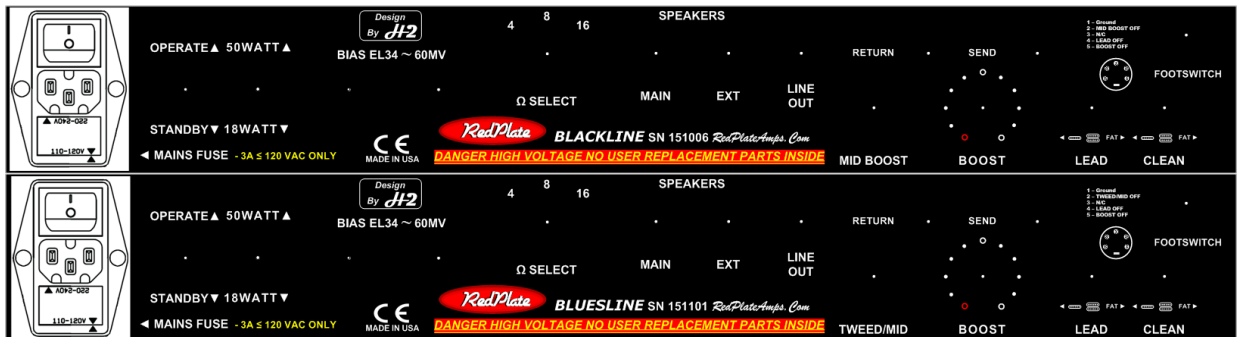 Design
By H2
SPEAKERS
4 8 16
OPERATE▲ 50WATT▲
BIAS EL34 ~ 60MV
1 – Ground
2 – MID BOOST OFF
3 – N/C
4 – LEAD OFF
5 – BOOST OFF
RETURN SEND
FOOTSWITCH
Ω SELECT MAIN EXT LINE OUT
220-240V
110-120V
STANDBY▼ 18WATT▼
CE
MADE IN USA
RedPlate BLACKLINE SN 151006 RedPlateAmps.Com
◄ MAINS FUSE - 3A ≤ 120 VAC ONLY
DANGER HIGH VOLTAGE NO USER REPLACEMENT PARTS INSIDE
FAT► ◄ FAT►
MID BOOST BOOST LEAD CLEAN
Design
By H2
SPEAKERS
4 8 16
OPERATE▲ 50WATT▲
BIAS EL34 ~ 60MV
1 – Ground
2 – TWEED/MID OFF
3 – N/C
4 – LEAD OFF
5 – BOOST OFF
RETURN SEND
FOOTSWITCH
Ω SELECT MAIN EXT LINE OUT
220-240V
110-120V
STANDBY▼ 18WATT▼
CE
MADE IN USA
RedPlate BLUESLINE SN 151101 RedPlateAmps.Com
◄ MAINS FUSE - 3A ≤ 120 VAC ONLY
DANGER HIGH VOLTAGE NO USER REPLACEMENT PARTS INSIDE
FAT► ◄ FAT►
TWEED/MID BOOST LEAD CLEAN